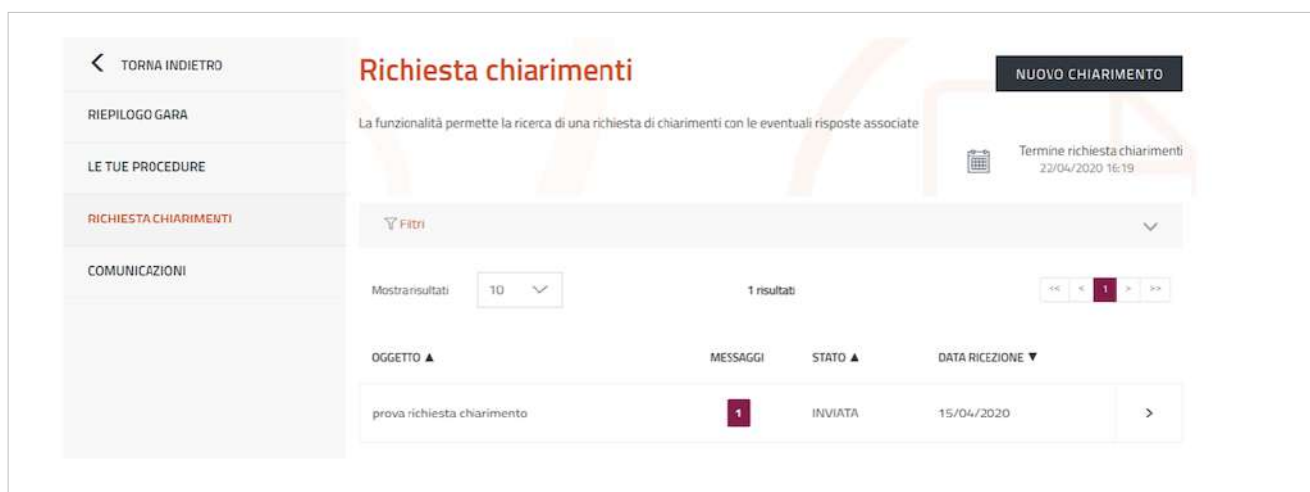 TORNA INDIETRO
RIEPILOGO GARA
LE TUE PROCEDURE
RICHIESTA CHIARIMENTI
COMUNICAZIONI
Richiesta chiarimenti
NUOVO CHIARIMENTO
La funzionalità permette la ricerca di una richiesta di chiarimenti con le eventuali risposte associate
Termine richiesta chiarimenti
22/04/2020 16:19
Filtri
Mostra risultati 10 1 risultati << < 1 > >>
OGGETTO ▲ MESSAGGI STATO ▲ DATA RICEZIONE ▼
prova richiesta chiarimento 1 INVIATA 15/04/2020 >